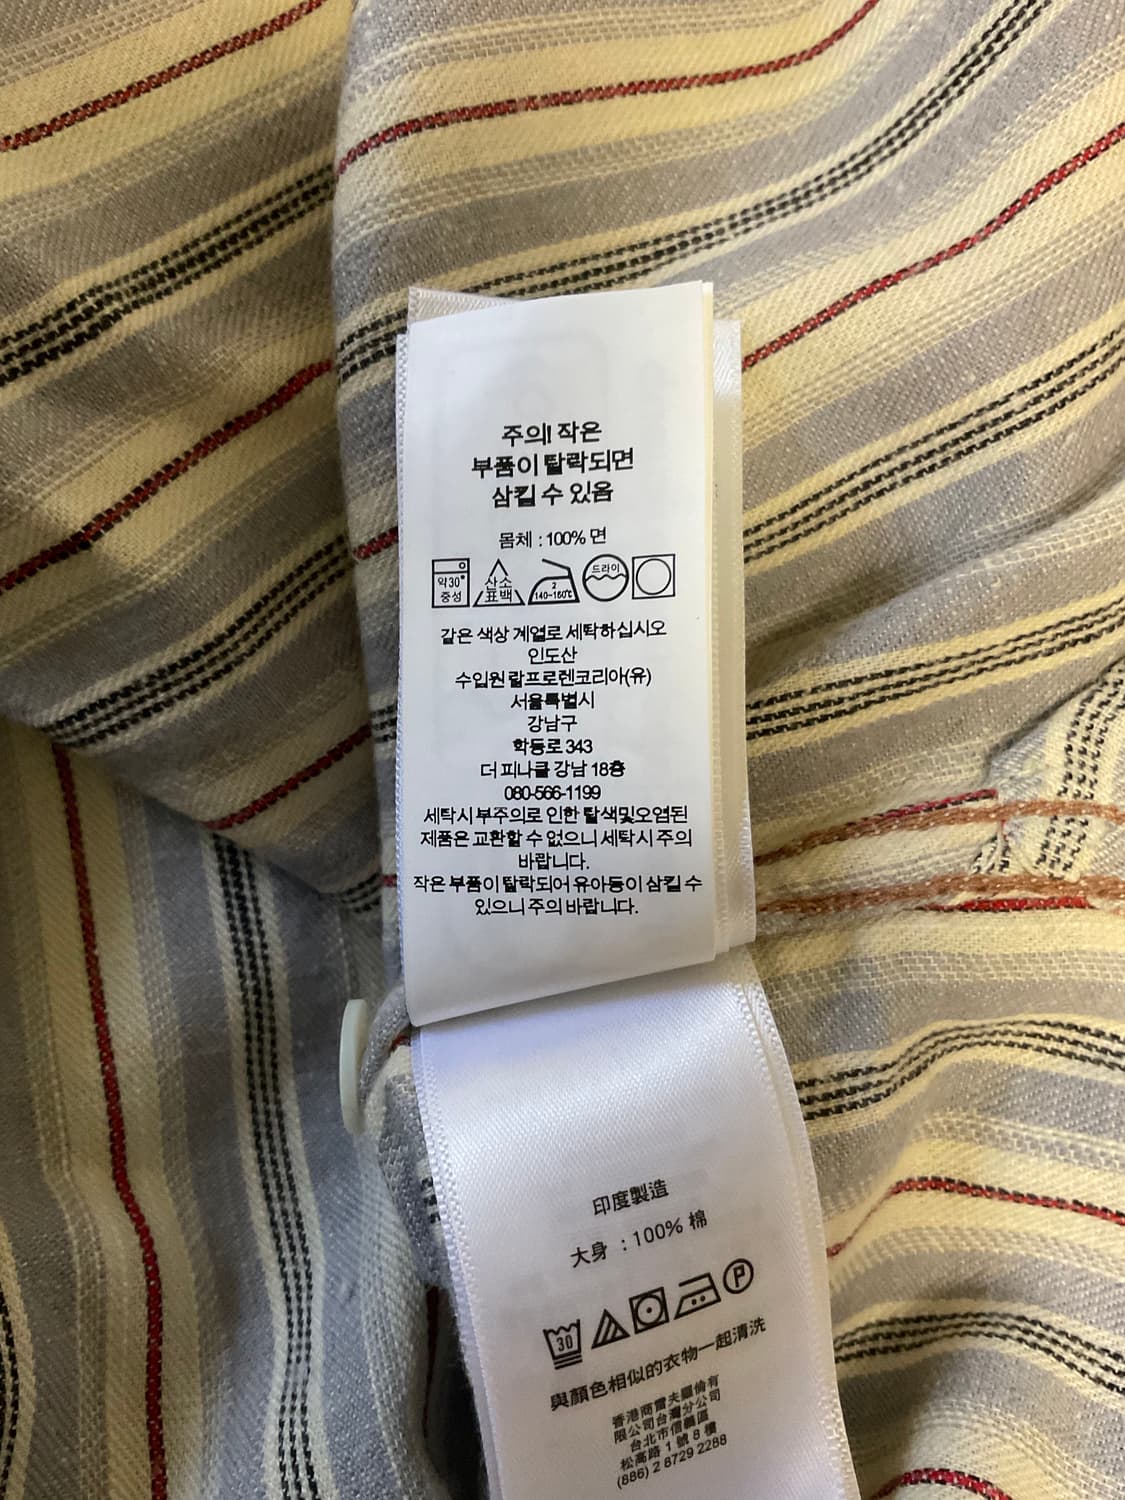 주의! 작은
부품이 탈락되면
삼킬 수 있음
몸체 : 100% 면
약30°
중성
산소
표백
2
140~160℃
드라이
같은 색상 계열로 세탁하십시오
인도산
수입원 랄프로렌코리아(유)
서울특별시
강남구
학동로 343
더 피나클 강남 18층
080-566-1199
세탁시 부주의로 인한 탈색및오염된
제품은 교환할 수 없으니 세탁시 주의
바랍니다.
작은 부품이 탈락되어 유아등이 삼킬 수
있으니 주의 바랍니다.
印度製造
大身 : 100% 棉
30
P
與顏色相似的衣物一起清洗
香港商雷夫羅倫有
限公司台灣分公司
台北市信義區
松高路 1 號 8 樓
(886) 2 8729 2288